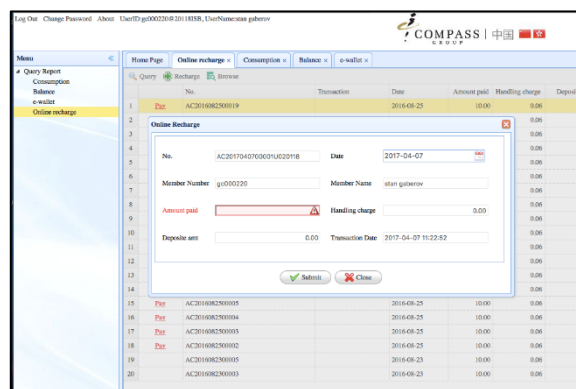 Log Out Change Password About UserID:gc000220@20118ISB, UserName:stan gaberov
COMPASS 中国
GROUP
Menu
Query Report
Consumption
Balance
e-wallet
Online recharge
Home Page Online recharge × Consumption × Balance × e-wallet ×
Query Recharge Browse
No. Transaction Date Amount paid Handling charge Deposi
1 Pay AC2016082500019 2016-08-25 10.00 0.06
2 0.06
3 0.06
4 0.06
5 0.06
6 0.06
7 0.06
8 0.06
9 0.06
10 0.06
11 0.06
12 0.06
13 0.06
14 0.06
Online Recharge
No. AC2017040700001U020118 Date 2017-04-07
Member Number gc000220 Member Name stan gaberov
Amount paid Handling charge 0.00
Deposite amt 0.00 Transaction Date 2017-04-07 11:22:52
Submit Close
15 Pay AC2016082500005 2016-08-25 10.00 0.06
16 Pay AC2016082500004 2016-08-25 10.00 0.06
17 Pay AC2016082500003 2016-08-25 10.00 0.06
18 Pay AC2016082500002 2016-08-25 10.00 0.06
19 AC2016082300005 2016-08-23 10.00 0.06
20 AC2016082300003 2016-08-23 10.00 0.06